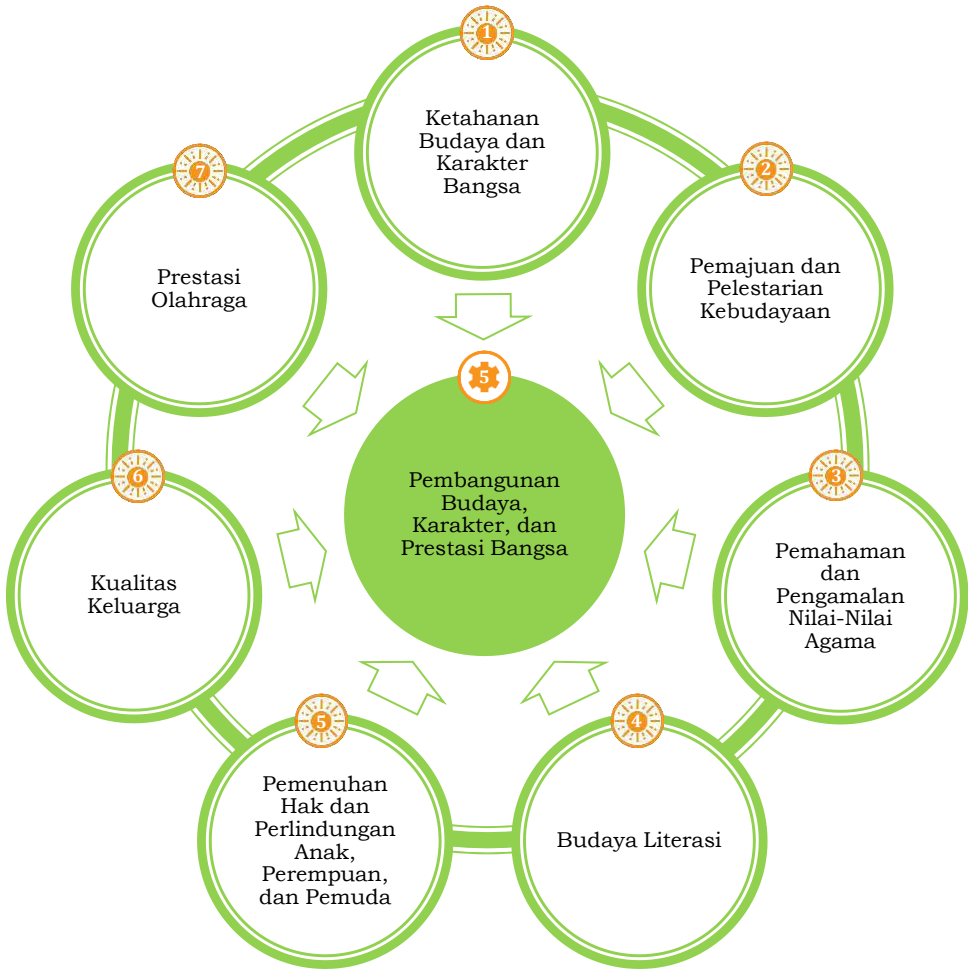 1
Ketahanan
Budaya dan
Karakter
Bangsa
2
Pemajuan dan
Pelestarian
Kebudayaan
3
Pemahaman
dan
Pengamalan
Nilai-Nilai
Agama
4
Budaya Literasi
5
Pemenuhan
Hak dan
Perlindungan
Anak,
Perempuan,
dan Pemuda
6
Kualitas
Keluarga
7
Prestasi
Olahraga
5
Pembangunan
Budaya,
Karakter, dan
Prestasi Bangsa